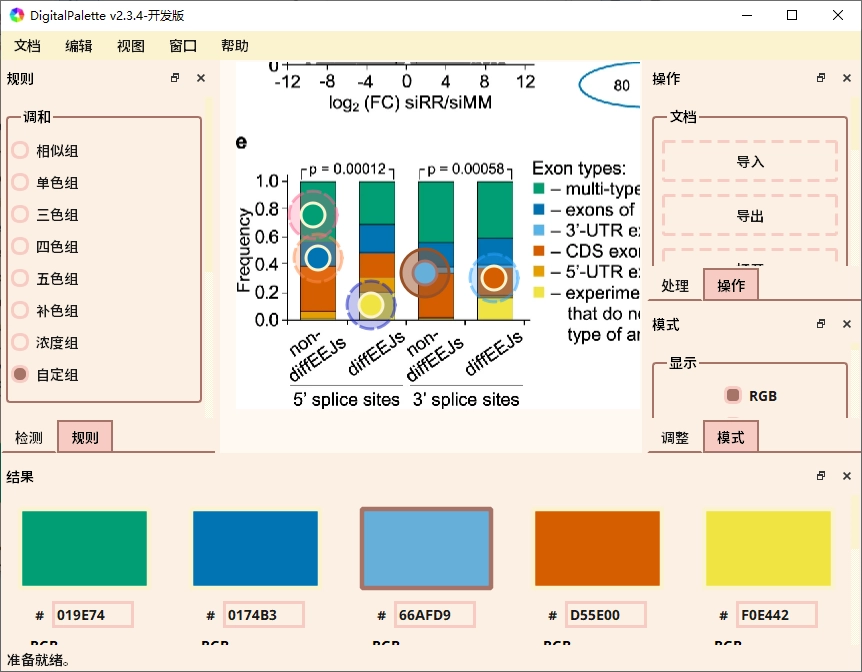 DigitalPalette v2.3.4-开发版
文档 编辑 视图 窗口 帮助
规则
调和
相似组
单色组
三色组
四色组
五色组
补色组
浓度组
自定组
检测 规则
0
-12 -8 -4 0 4 8 12
log₂ (FC) siRR/siMM
80
e
p = 0.00012 p = 0.00058
1.0
0.8
0.6
0.4
0.2
0.0
Frequency
non-
diffEEJs
diffEEJs
non-
diffEEJs
diffEEJs
5' splice sites 3' splice sites
Exon types:
– multi-type
– exons of
– 3'-UTR
– CDS
– 5'-UTR
–
that do
type of
操作
文档
导入
导出
处理 操作
模式
显示
RGB
调整 模式
结果
# 019E74 # 0174B3 # 66AFD9 # D55E00 # F0E442
RGB RGB RGB RGB RGB
准备就绪。